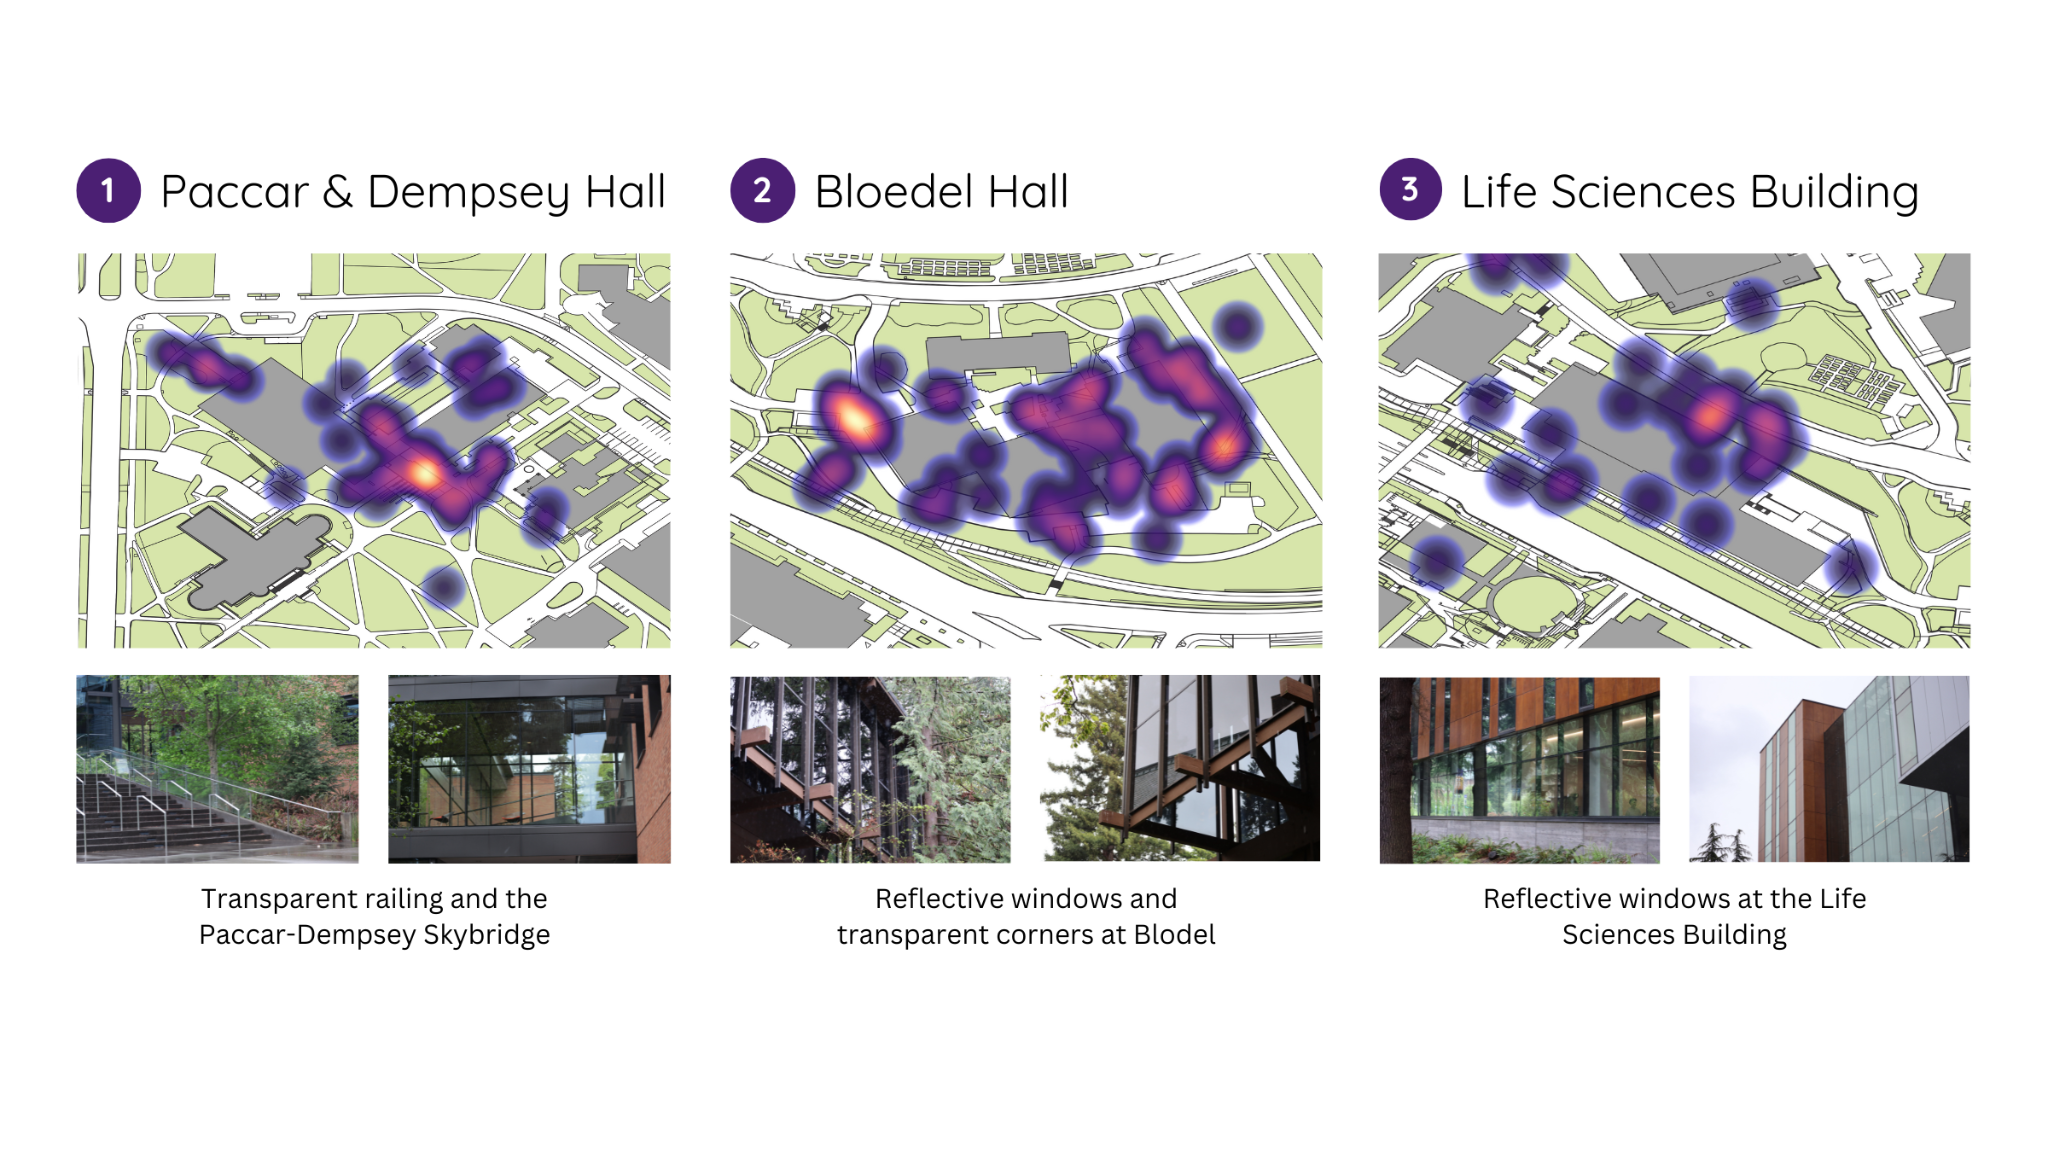 1 Paccar & Dempsey Hall
Transparent railing and the
Paccar-Dempsey Skybridge
2 Bloedel Hall
Reflective windows and
transparent corners at Blodel
3 Life Sciences Building
Reflective windows at the Life
Sciences Building